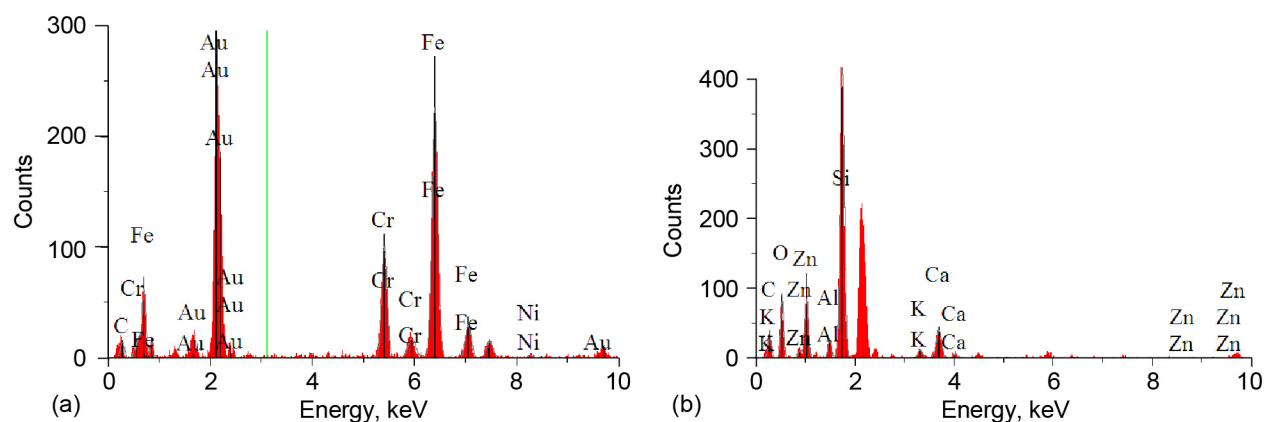 300
200
100
0
Counts
Au
Au
Au
Au
Au
Au
Au
Au
Fe
Cr
C
Fe
Cr
Cr
Cr
Cr
Fe
Fe
Fe
Fe
Ni
Ni
Au
0 2 4 6 8 10
Energy, keV
(a)
400
300
200
100
0
Counts
C
K
K
O
Zn
Zn
Zn
Al
Al
Si
K
K
Ca
Ca
Ca
Zn
Zn
Zn
Zn
Zn
0 2 4 6 8 10
Energy, keV
(b)